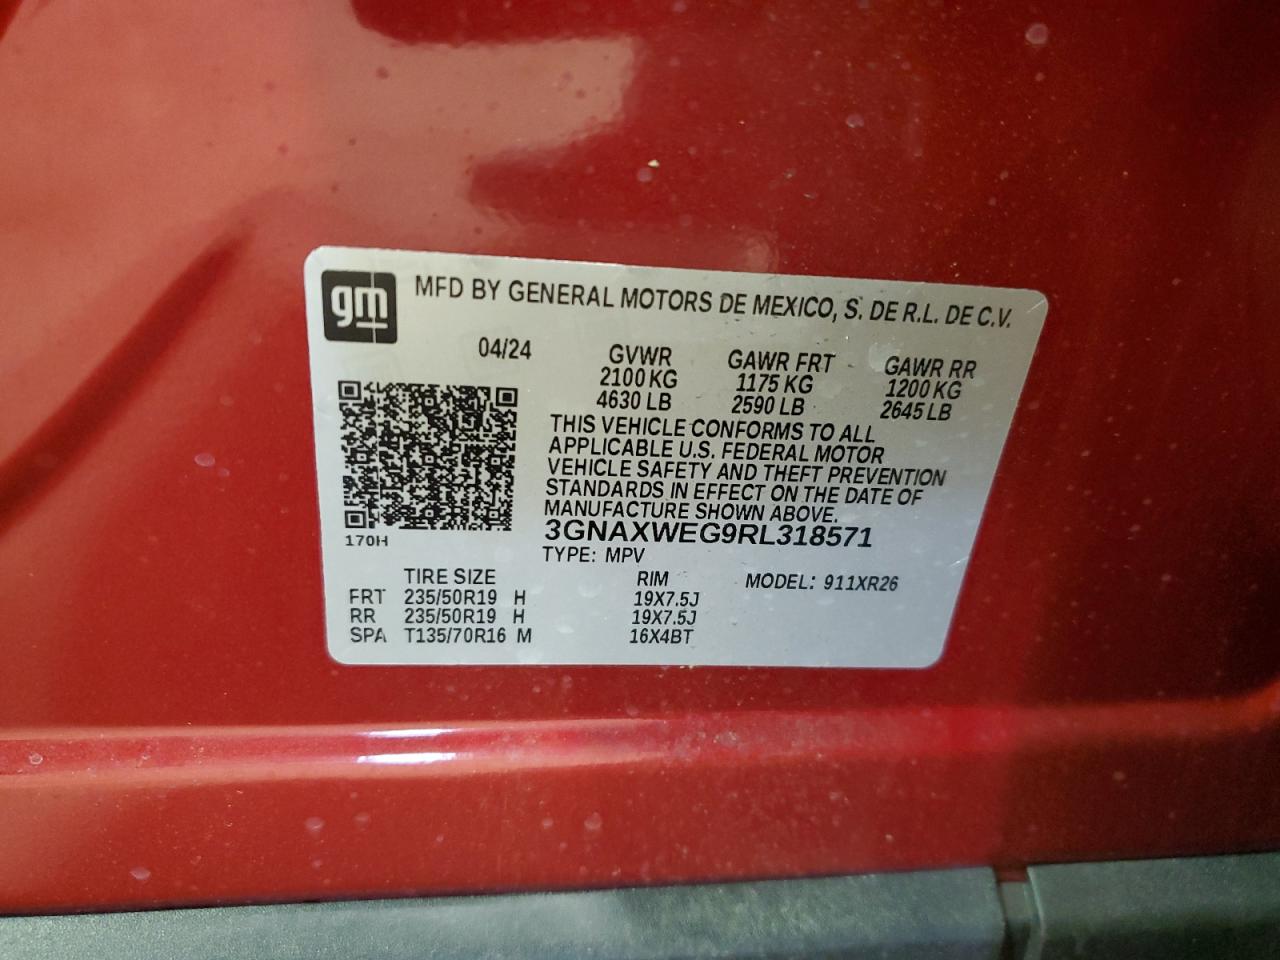 gm MFD BY GENERAL MOTORS DE MEXICO, S. DE R.L. DE C.V.
04/24 GVWR GAWR FRT GAWR RR
2100 KG 1175 KG 1200 KG
4630 LB 2590 LB 2645 LB
THIS VEHICLE CONFORMS TO ALL
APPLICABLE U.S. FEDERAL MOTOR
VEHICLE SAFETY AND THEFT PREVENTION
STANDARDS IN EFFECT ON THE DATE OF
MANUFACTURE SHOWN ABOVE.
3GNAXWEG9RL318571
170H TYPE: MPV
TIRE SIZE RIM MODEL: 911XR26
FRT 235/50R19 H 19X7.5J
RR 235/50R19 H 19X7.5J
SPA T135/70R16 M 16X4BT